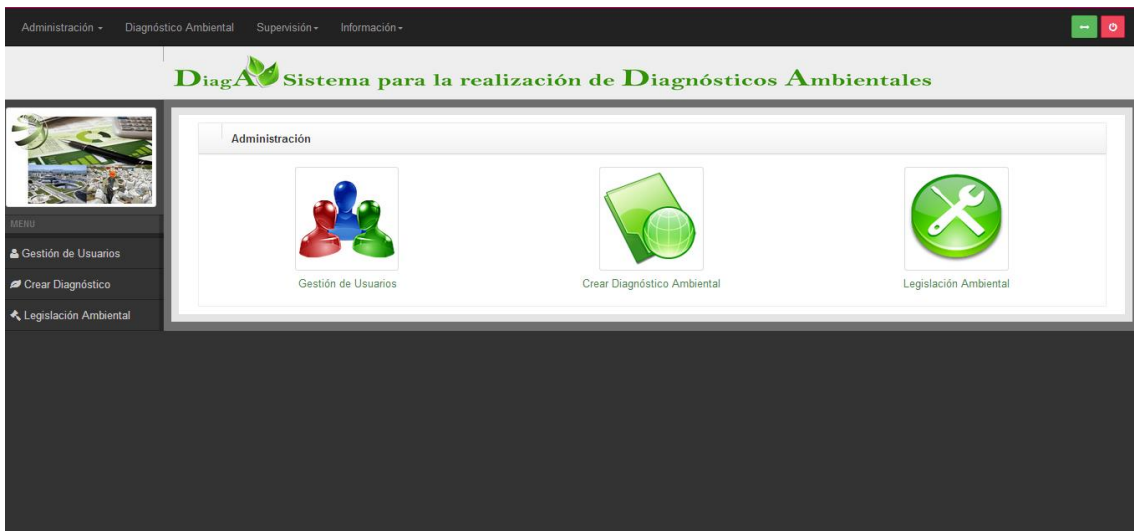 Administración
Diagnóstico Ambiental
Supervisión
Información
DiagA Sistema para la realización de Diagnósticos Ambientales
MENU
Gestión de Usuarios
Crear Diagnóstico
Legislación Ambiental
Administración
Gestión de Usuarios
Crear Diagnóstico Ambiental
Legislación Ambiental